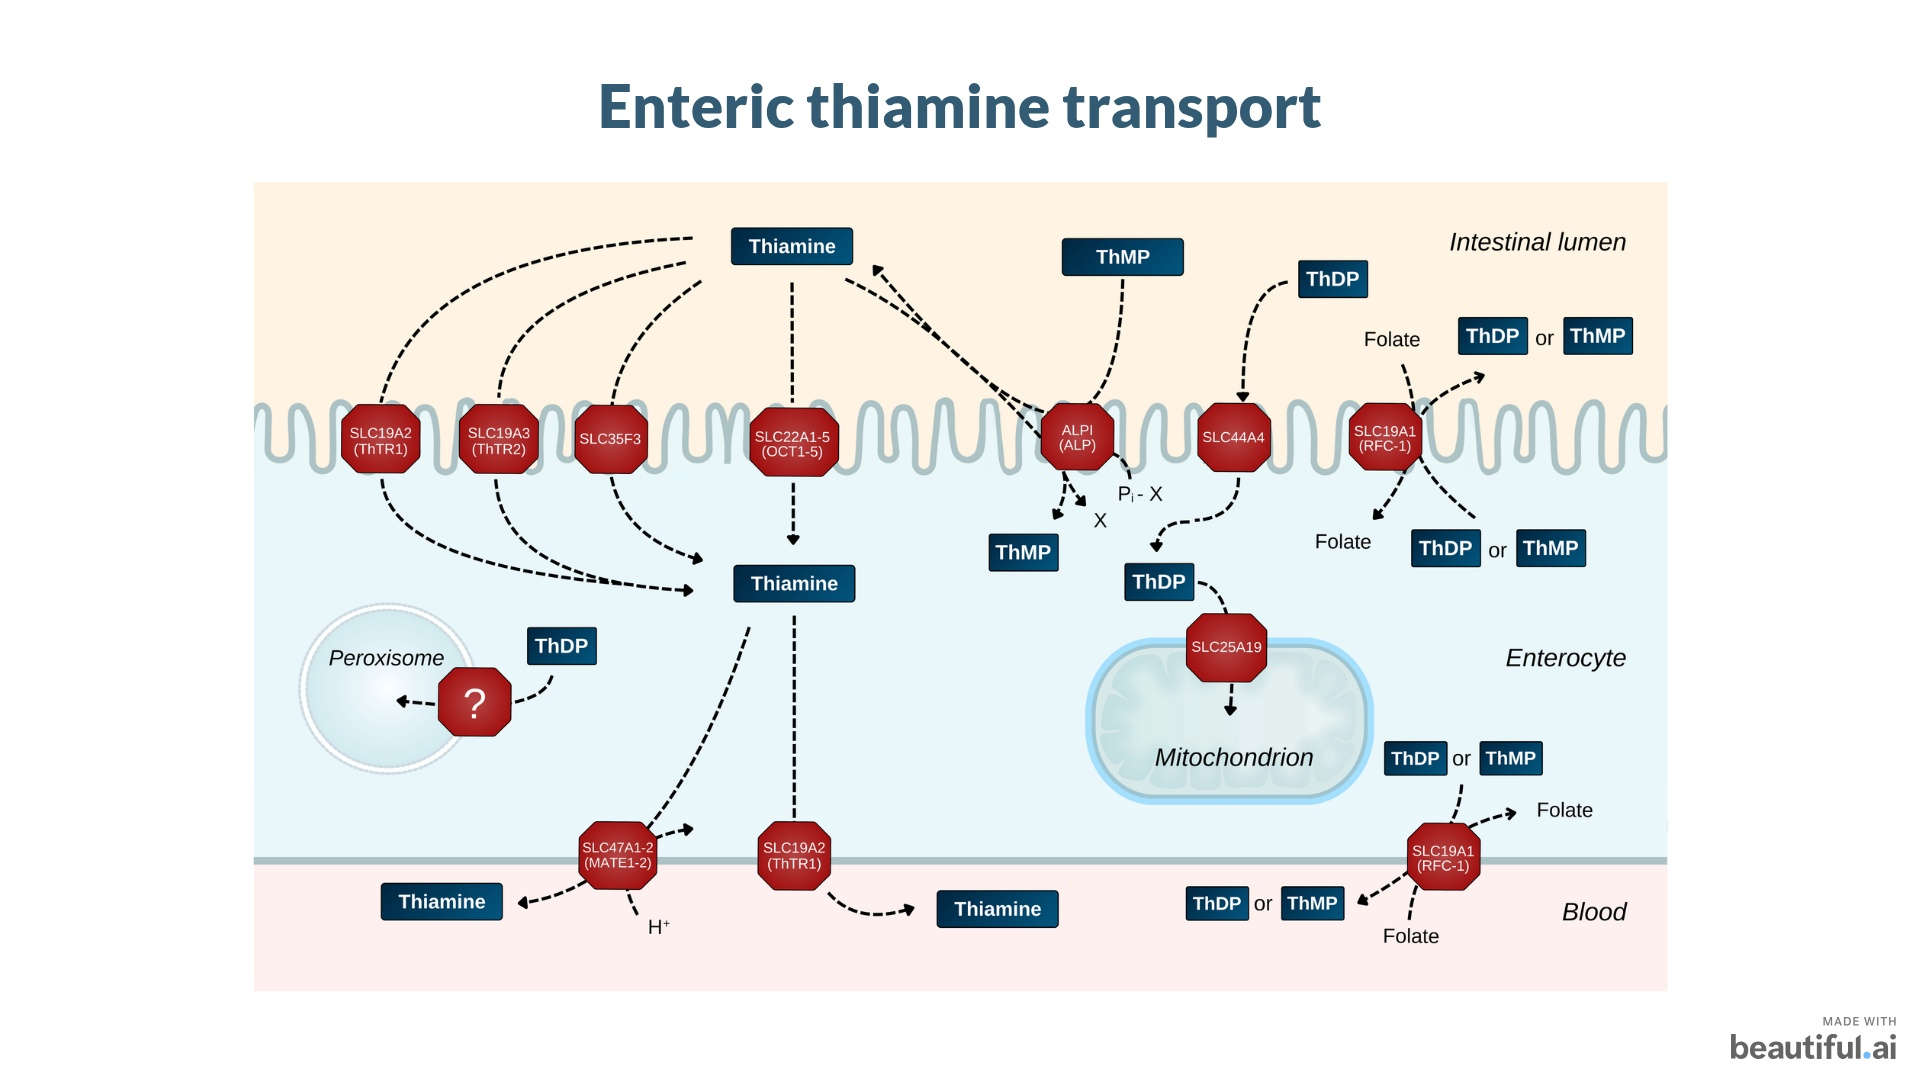 Enteric thiamine transport
Thiamine
ThMP
Intestinal lumen
ThDP
Folate
ThDP or ThMP
SLC19A2
(ThTR1)
SLC19A3
(ThTR2)
SLC35F3
SLC22A1-5
(OCT1-5)
ALPI
(ALP)
SLC44A4
SLC19A1
(RFC-1)
Pi - X
X
ThMP
Folate
ThDP or ThMP
Thiamine
ThDP
Peroxisome
ThDP
?
SLC25A19
Enterocyte
Mitochondrion
ThDP or ThMP
Folate
SLC47A1-2
(MATE1-2)
SLC19A2
(ThTR1)
SLC19A1
(RFC-1)
Thiamine
H+
Thiamine
ThDP or ThMP
Folate
Blood
MADE WITH
beautiful.ai